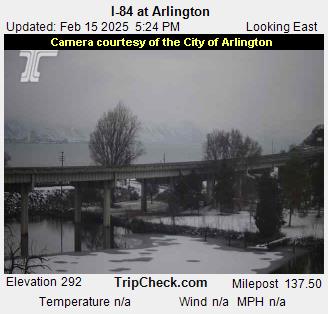 I-84 at Arlington
Updated: Feb 15 2025 5:24 PM Looking East
Camera courtesy of the City of Arlington
Elevation 292 TripCheck.com Milepost 137.50
Temperature n/a Wind n/a MPH n/a